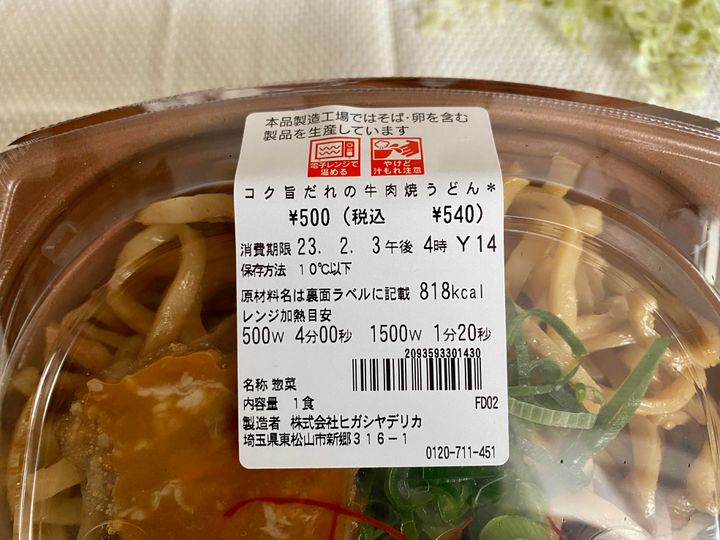 本品製造工場ではそば・卵を含む
製品を生産しています
電子レンジで
温める
やけど
汁もれ注意
コク旨だれの牛肉焼うどん*
¥500(税込 ¥540)
消費期限 23. 2. 3午後 4時 Y14
保存方法 10℃以下
原材料名は裏面ラベルに記載 818kcal
レンジ加熱目安
500W 4分00秒 1500W 1分20秒
2093593301430
名称 惣菜
内容量 1食 FD02
製造者 株式会社ヒガシヤデリカ
埼玉県東松山市新郷316-1
0120-711-451